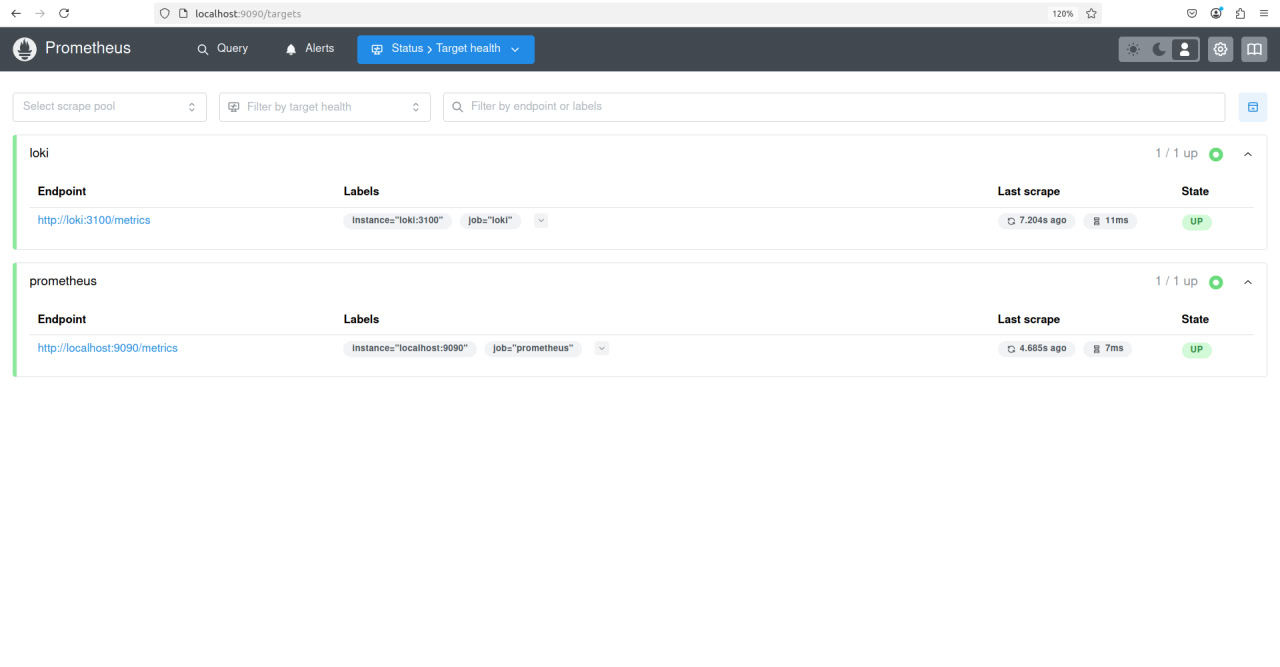 localhost:9090/targets 120%
Prometheus Query Alerts Status > Target health
Select scrape pool Filter by target health Filter by endpoint or labels
loki 1 / 1 up
Endpoint Labels Last scrape State
http://loki:3100/metrics instance="loki:3100" job="loki" 7.204s ago 11ms UP
prometheus 1 / 1 up
Endpoint Labels Last scrape State
http://localhost:9090/metrics instance="localhost:9090" job="prometheus" 4.685s ago 7ms UP